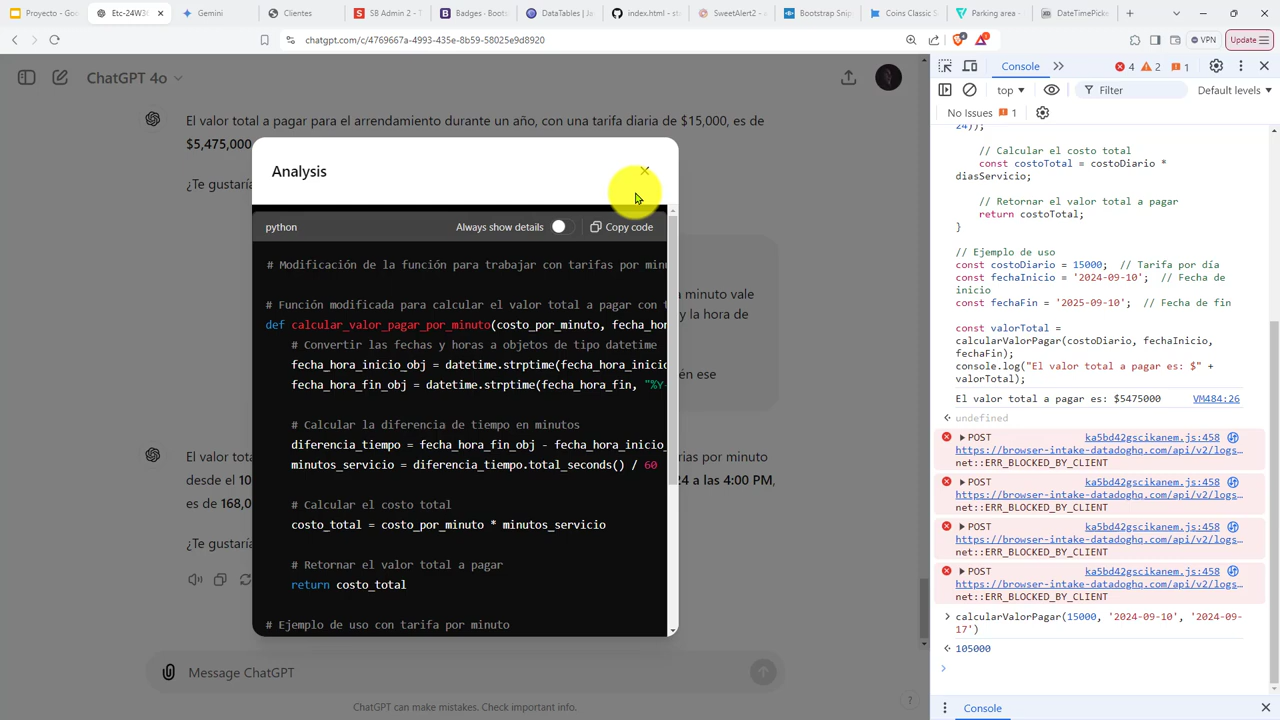 Proyecto - Goo
Etc-24W36
Gemini
Clientes
SB Admin 2 - T
Badges · Boots
DataTables | Ja
index.html - st
SweetAlert2 - a
Bootstrap Snip
Coins Classic S
Parking area -
DateTimePick
chatgpt.com/c/4769667a-4993-435e-8b59-58025e9d8920
4
1
VPN
Update
ChatGPT 4o
El valor total a pagar para el arrendamiento durante un año, con una tarifa diaria de $15,000, es de
$5,475,000
¿Te gustaría
a minuto vale
y la hora de
én ese
El valor tota
arias por minuto
desde el 10
24 a las 4:00 PM,
es de 168,0
¿Te gustaría
Analysis
python
Always show details
Copy code
# Modificación de la función para trabajar con tarifas por minu
# Función modificada para calcular el valor total a pagar con t
def calcular_valor_pagar_por_minuto(costo_por_minuto, fecha_hor
# Convertir las fechas y horas a objetos de tipo datetime
fecha_hora_inicio_obj = datetime.strptime(fecha_hora_inicio
fecha_hora_fin_obj = datetime.strptime(fecha_hora_fin, "%Y-
# Calcular la diferencia de tiempo en minutos
diferencia_tiempo = fecha_hora_fin_obj - fecha_hora_inicio_
minutos_servicio = diferencia_tiempo.total_seconds() / 60
# Calcular el costo total
costo_total = costo_por_minuto * minutos_servicio
# Retornar el valor total a pagar
return costo_total
# Ejemplo de uso con tarifa por minuto
Message ChatGPT
ChatGPT can make mistakes. Check important info.
?
Console
4
2
1
top
Filter
Default levels
No Issues
1
24));
// Calcular el costo total
const costoTotal = costoDiario *
diasServicio;
// Retornar el valor total a pagar
return costoTotal;
}
// Ejemplo de uso
const costoDiario = 15000;  // Tarifa por día
const fechaInicio = '2024-09-10';  // Fecha de
inicio
const fechaFin = '2025-09-10';  // Fecha de fin
const valorTotal =
calcularValorPagar(costoDiario, fechaInicio,
fechaFin);
console.log("El valor total a pagar es: $" +
valorTotal);
El valor total a pagar es: $5475000 VM484:26
undefined
POST ka5bd42gscikanem.js:458
https://browser-intake-datadoghq.com/api/v2/logs…
net::ERR_BLOCKED_BY_CLIENT
POST ka5bd42gscikanem.js:458
https://browser-intake-datadoghq.com/api/v2/logs…
net::ERR_BLOCKED_BY_CLIENT
POST ka5bd42gscikanem.js:458
https://browser-intake-datadoghq.com/api/v2/logs…
net::ERR_BLOCKED_BY_CLIENT
POST ka5bd42gscikanem.js:458
https://browser-intake-datadoghq.com/api/v2/logs…
net::ERR_BLOCKED_BY_CLIENT
calcularValorPagar(15000, '2024-09-10', '2024-09-
17')
105000
Console